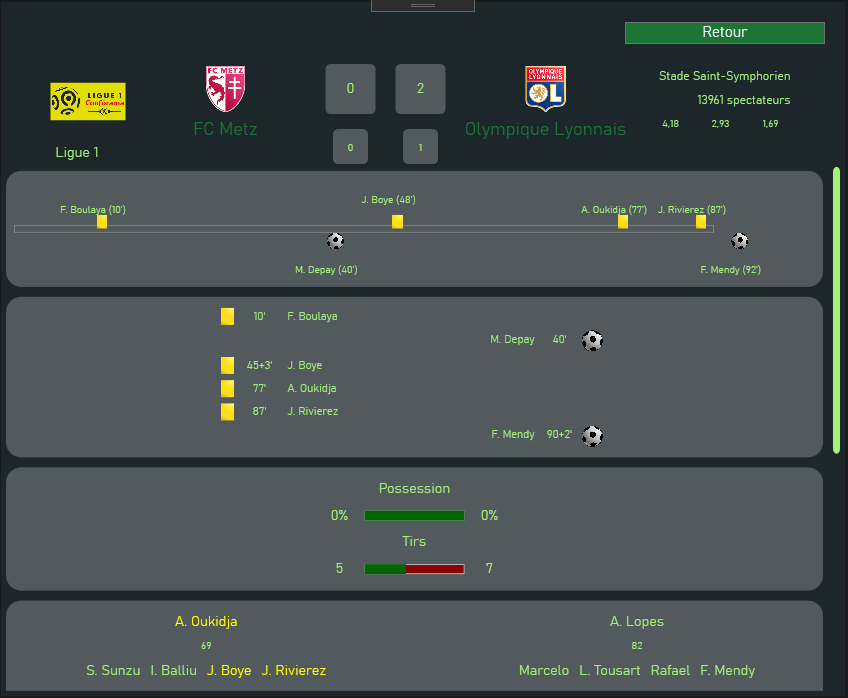 Retour
FC METZ
OLYMPIQUE
LYONNAIS
OL
LIGUE 1
Conforama
0 2
Stade Saint-Symphorien
13961 spectateurs
FC Metz
Olympique Lyonnais
4,18 2,93 1,69
Ligue 1
0 1
J. Boye (48')
F. Boulaya (10') A. Oukidja (77') J. Rivierez (87')
M. Depay (40') F. Mendy (92')
10' F. Boulaya
M. Depay 40'
45+3' J. Boye
77' A. Oukidja
87' J. Rivierez
F. Mendy 90+2'
Possession
0% 0%
Tirs
5 7
A. Oukidja A. Lopes
69 82
S. Sunzu I. Balliu J. Boye J. Rivierez Marcelo L. Tousart Rafael F. Mendy